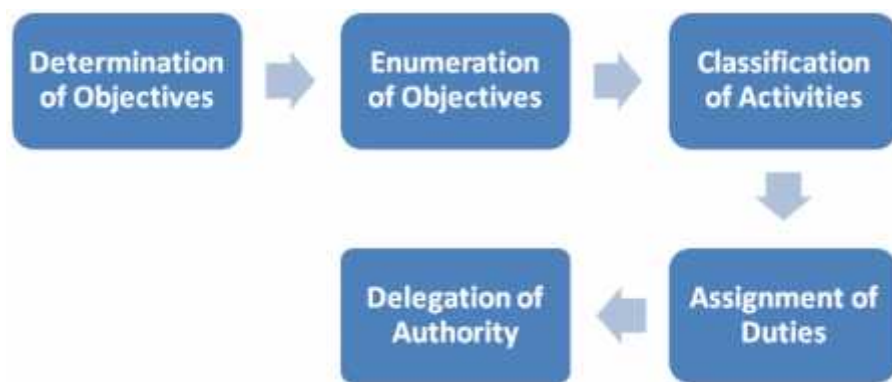 Determination
of Objectives
Enumeration
of Objectives
Classification
of Activities
Assignment of
Duties
Delegation of
Authority